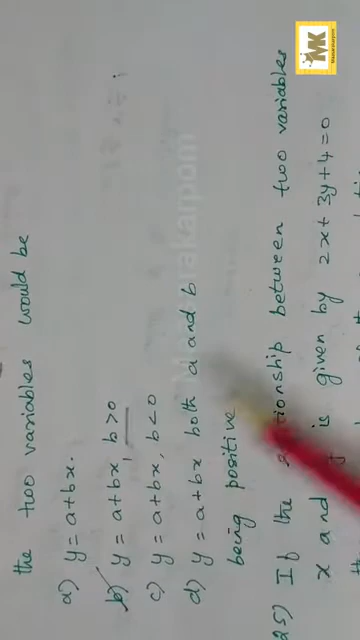 the two variables would be
a) y = a+bx.
b) y = a+bx, b>0
c) y = a+bx, b<0
d) y = a+bx both a and b
being positive
25) If the relationship between two variables
x and y is given by 2x+3y+4=0
MK